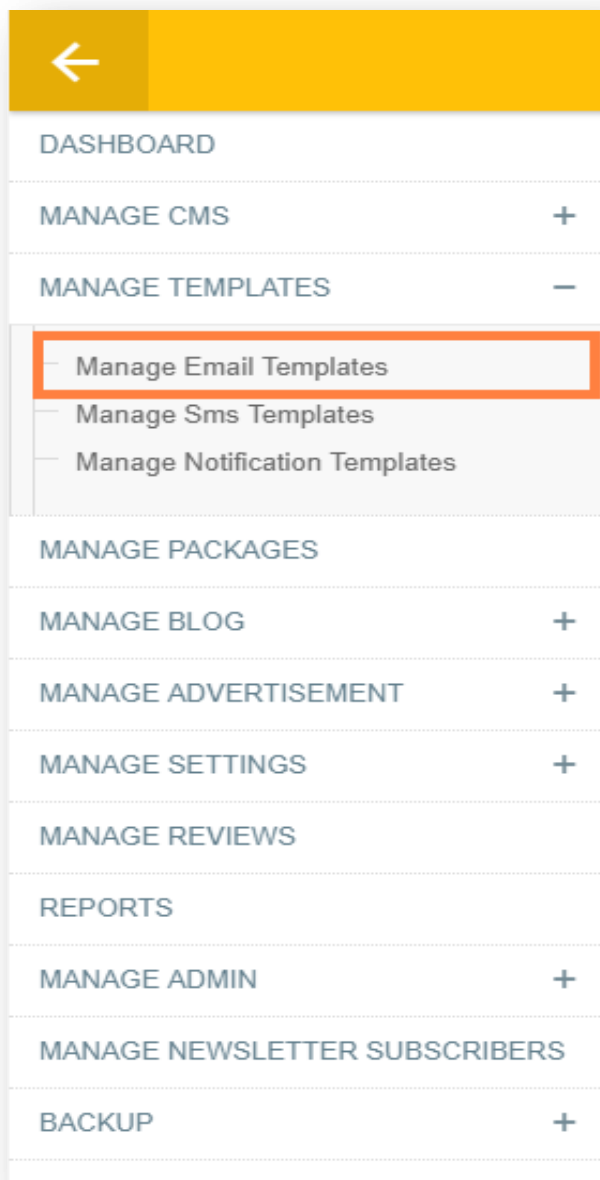 DASHBOARD
MANAGE CMS +
MANAGE TEMPLATES −
Manage Email Templates
Manage Sms Templates
Manage Notification Templates
MANAGE PACKAGES
MANAGE BLOG +
MANAGE ADVERTISEMENT +
MANAGE SETTINGS +
MANAGE REVIEWS
REPORTS
MANAGE ADMIN +
MANAGE NEWSLETTER SUBSCRIBERS
BACKUP +